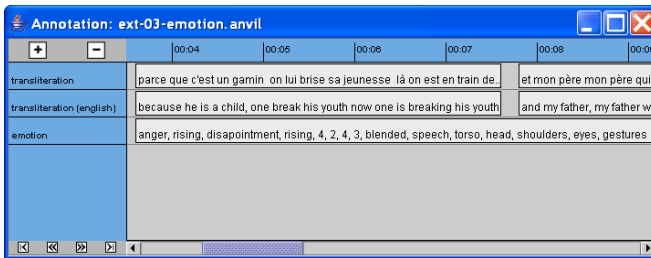 Annotation: ext-03-emotion.anvil
+ - 00:04 00:05 00:06 00:07 00:08 00:0
transliteration parce que c'est un gamin on lui brise sa jeunesse là on est en train de.. et mon père mon père qui
transliteration (english) because he is a child, one break his youth now one is breaking his youth and my father, my father w
emotion anger, rising, disapointment, rising, 4, 2, 4, 3, blended, speech, torso, head, shoulders, eyes, gestures